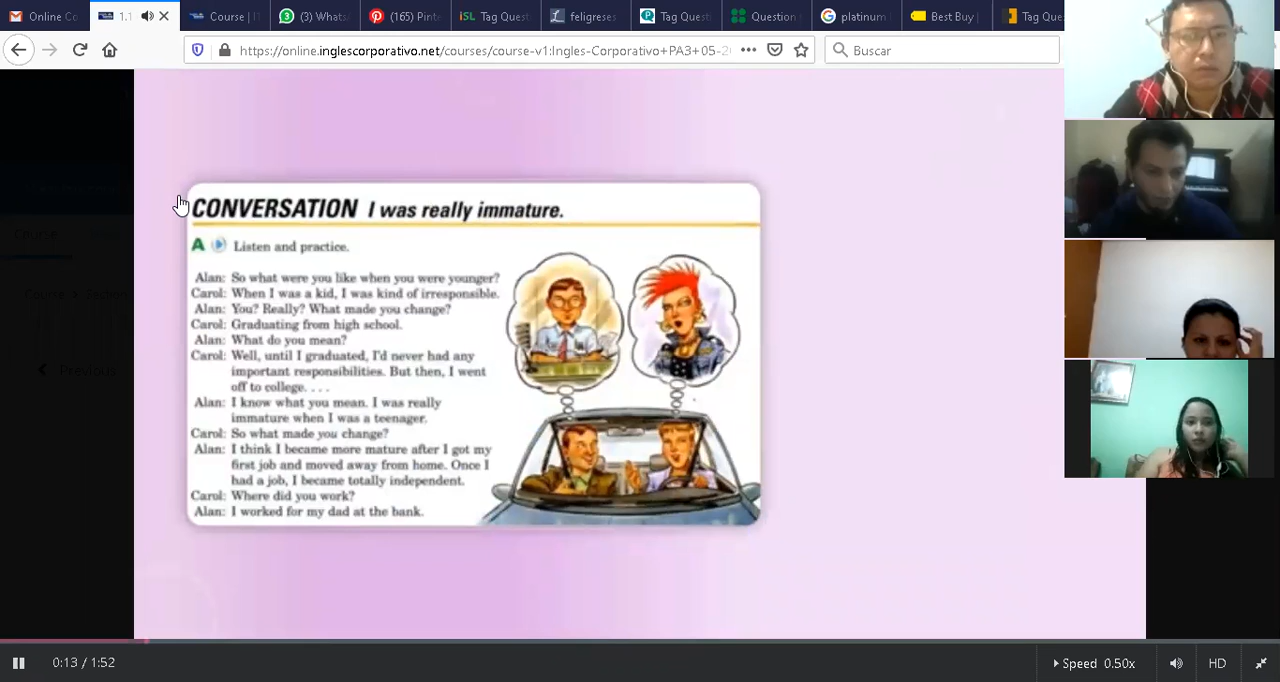 Online Co
1.1
Course | I
(3) Whats
(165) Pint
iSL Tag Quest
feligreses
Tag Questi
Question
platinum
Best Buy |
Tag Que
https://online.inglescorporativo.net/courses/course-v1:Ingles-Corporativo+PA3+05-2
Buscar
CONVERSATION I was really immature.
A Listen and practice.
Alan: So what were you like when you were younger?
Carol: When I was a kid, I was kind of irresponsible.
Alan: You? Really? What made you change?
Carol: Graduating from high school.
Alan: What do you mean?
Carol: Well, until I graduated, I'd never had any
important responsibilities. But then, I went
off to college. . . .
Alan: I know what you mean. I was really
immature when I was a teenager.
Carol: So what made you change?
Alan: I think I became more mature after I got my
first job and moved away from home. Once I
had a job, I became totally independent.
Carol: Where did you work?
Alan: I worked for my dad at the bank.
Course
Previous
0:13 / 1:52
Speed 0.50x
HD